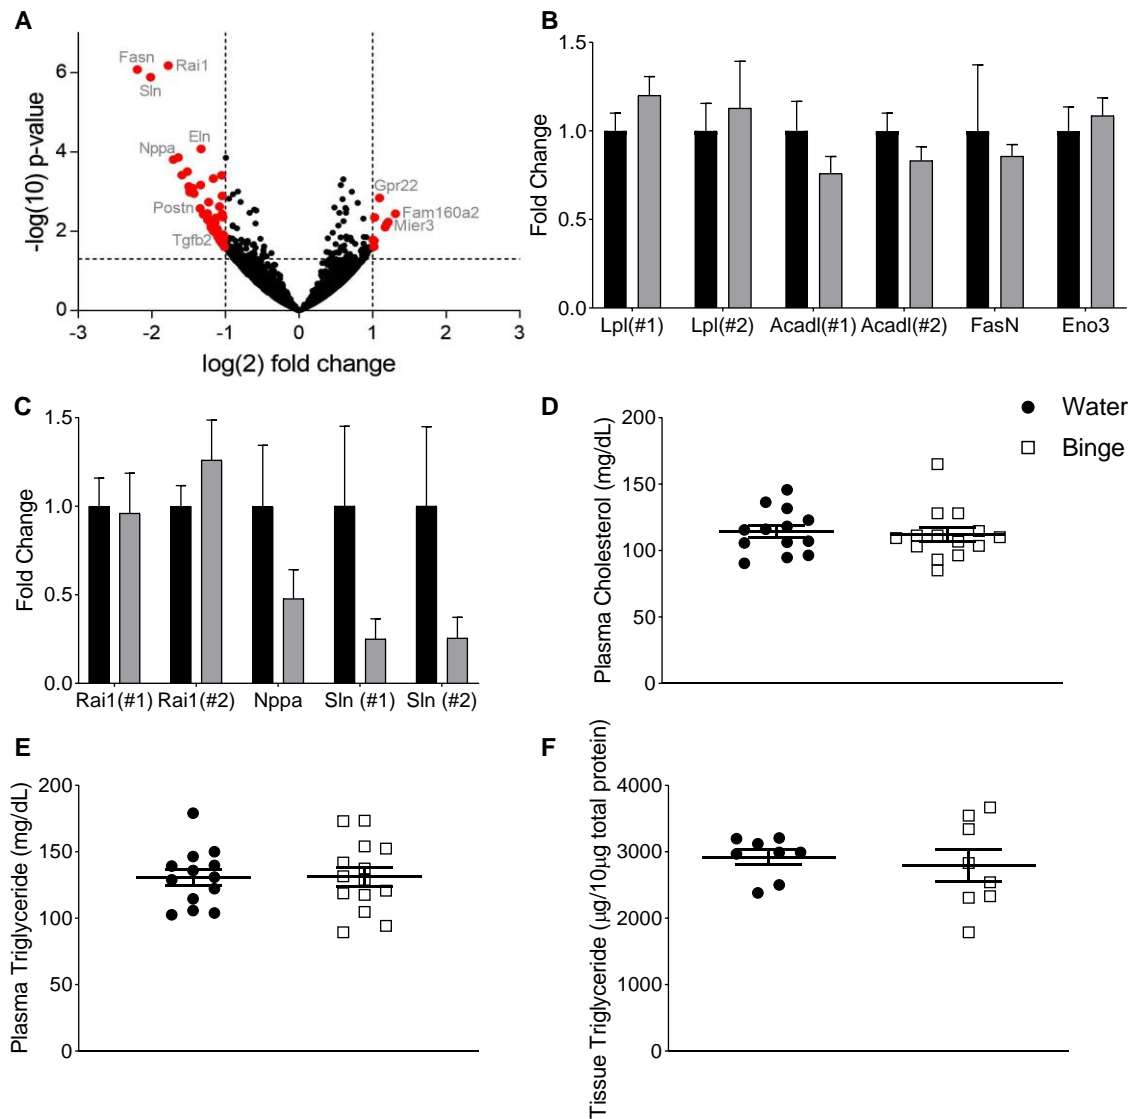 A
-log(10) p-value
6
4
2
0
Fasn
Rai1
Sln
Eln
Nppa
Postn
Tgfb2
Gpr22
Fam160a2
Mier3
-3 -2 -1 0 1 2 3
log(2) fold change
B
Fold Change
1.5
1.0
0.5
0.0
Lpl(#1) Lpl(#2) Acadl(#1) Acadl(#2) FasN Eno3
C
Fold Change
1.5
1.0
0.5
0.0
Rai1(#1) Rai1(#2) Nppa Sln (#1) Sln (#2)
D
Plasma Cholesterol (mg/dL)
200
150
100
50
0
Water
Binge
E
Plasma Triglyceride (mg/dL)
200
150
100
50
0
F
Tissue Triglyceride (µg/10µg total protein)
4000
3000
2000
1000
0